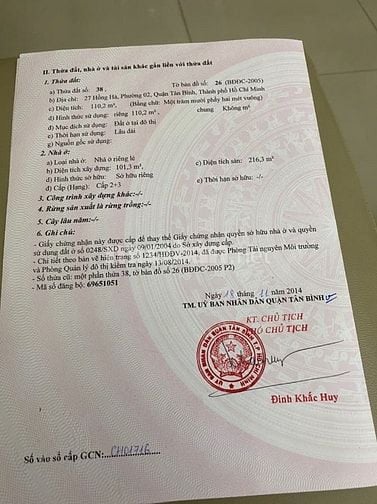 II. Thửa đất, nhà ở và tài sản khác gắn liền với thửa đất
1. Thửa đất:
a) Thửa đất số: 38 . Tờ bản đồ số: 26 (BĐDC-2005)
b) Địa chỉ: 27 Hồng Hà, Phường 02, Quận Tân Bình, Thành phố Hồ Chí Minh
c) Diện tích: 110,2 m², (Bằng chữ: Một trăm mười phẩy hai mét vuông)
d) Hình thức sử dụng: riêng 110,2 m² , chung Không m²
đ) Mục đích sử dụng: Đất ở tại đô thị
e) Thời hạn sử dụng: Lâu dài
g) Nguồn gốc sử dụng:
2. Nhà ở:
a) Loại nhà ở: Nhà ở riêng lẻ
b) Diện tích xây dựng: 101,3 m² c) Diện tích sàn: 216,3 m²
d) Hình thức sở hữu: Sở hữu riêng
đ) Cấp (Hạng): Cấp 2+3 e) Thời hạn sở hữu: -/-
3. Công trình xây dựng khác:-/-
4. Rừng sản xuất là rừng trồng:-/-
5. Cây lâu năm:-/-
6. Ghi chú:
- Giấy chứng nhận này được cấp để thay thế Giấy chứng nhận quyền sở hữu nhà ở và quyền
sử dụng đất ở số 0248/SXD ngày 09/01/2004 do Sở xây dựng cấp.
- Chi tiết theo bản vẽ hiện trạng số 1234/HĐDV-2014, đã được Phòng Tài nguyên Môi trường
và Phòng Quản lý đô thị kiểm tra ngày 13/08/2014.
- Số thửa cũ: một phần thửa 38, tờ bản đồ số 26 (BĐDC-2005 P2)
- Mã số đăng bộ: 69651051
Ngày 18 tháng 11 năm 2014
TM. UỶ BAN NHÂN DÂN QUẬN TÂN BÌNH
KT. CHỦ TỊCH
PHÓ CHỦ TỊCH
Đinh Khắc Huy
Số vào sổ cấp GCN: CH01716